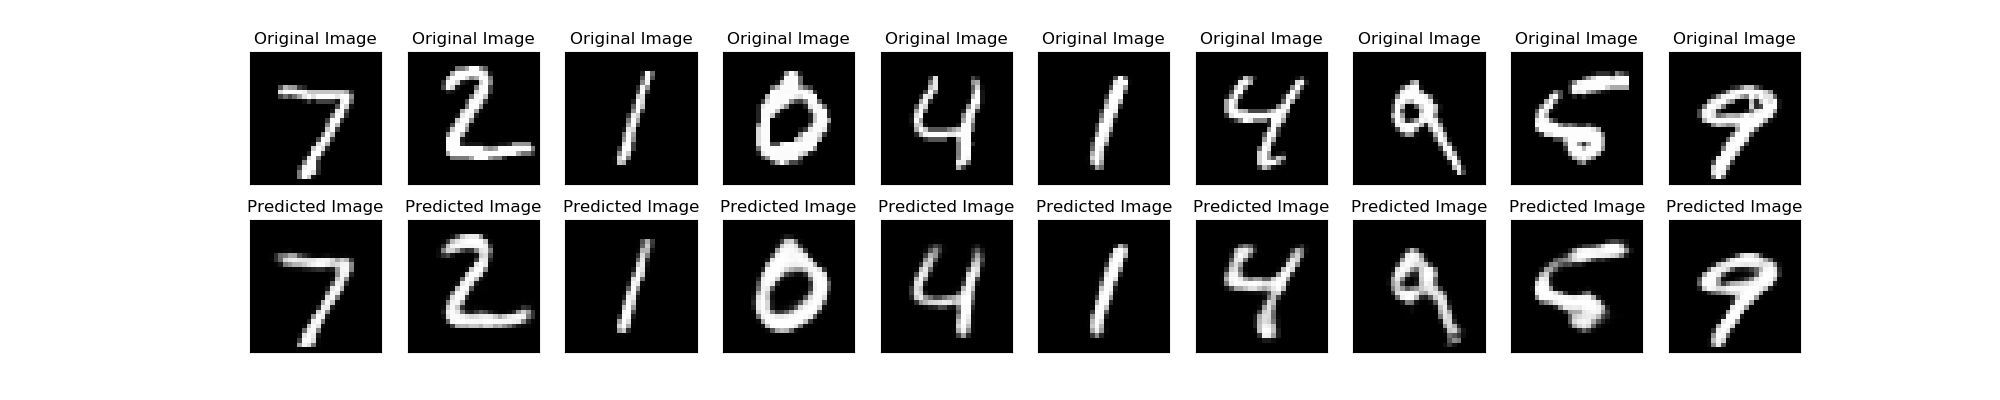 Original Image Original Image Original Image Original Image Original Image Original Image Original Image Original Image Original Image Original Image
7 2 1 0 4 1 4 9 5 9
Predicted Image Predicted Image Predicted Image Predicted Image Predicted Image Predicted Image Predicted Image Predicted Image Predicted Image Predicted Image
7 2 1 0 4 1 4 9 5 9